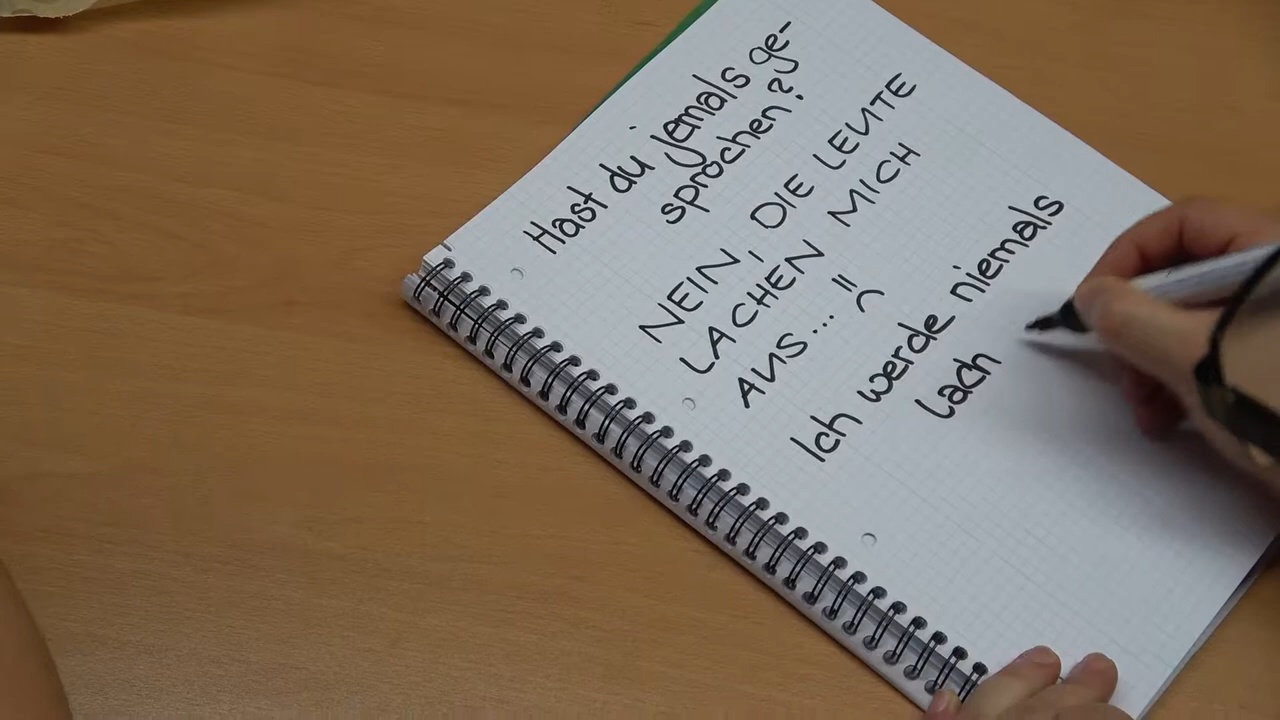 Hast du jemals ge-
sprochen?
NEIN, DIE LEUTE
LACHEN MICH
AUS... :(
Ich werde niemals
lach